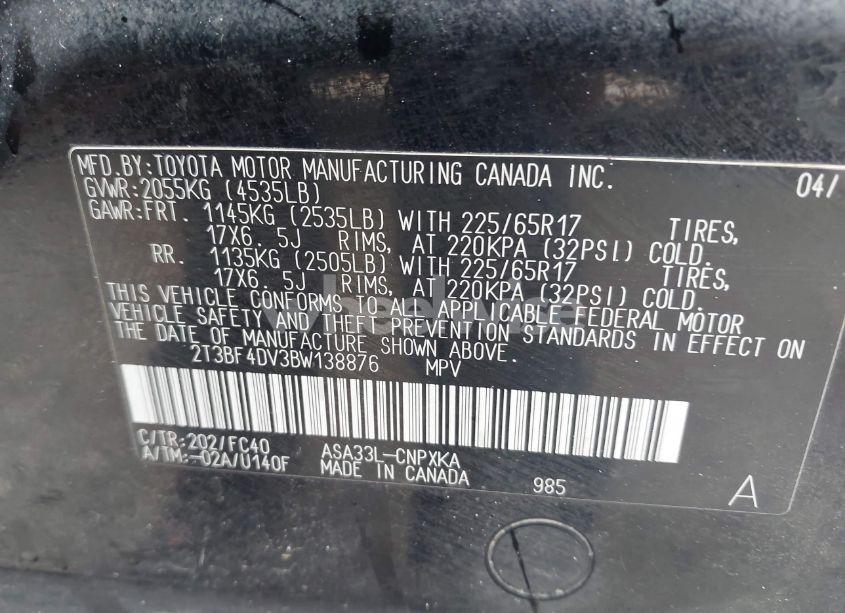 MFD.BY:TOYOTA MOTOR MANUFACTURING CANADA INC. 04/
GVWR:2055KG (4535LB)
GAWR:FRT. 1145KG (2535LB) WITH 225/65R17 TIRES,
17X6. 5J RIMS, AT 220KPA (32PSI) COLD.
RR. 1135KG (2505LB) WITH 225/65R17 TIRES,
17X6. 5J RIMS, AT 220KPA (32PSI) COLD.
THIS VEHICLE CONFORMS TO ALL APPLICABLE FEDERAL MOTOR
VEHICLE SAFETY AND THEFT PREVENTION STANDARDS IN EFFECT ON
THE DATE OF MANUFACTURE SHOWN ABOVE.
2T3BF4DV3BW138876 MPV
C/TR:202/FC40 ASA33L-CNPXKA
A/TM:-02A/U140F MADE IN CANADA
985 A